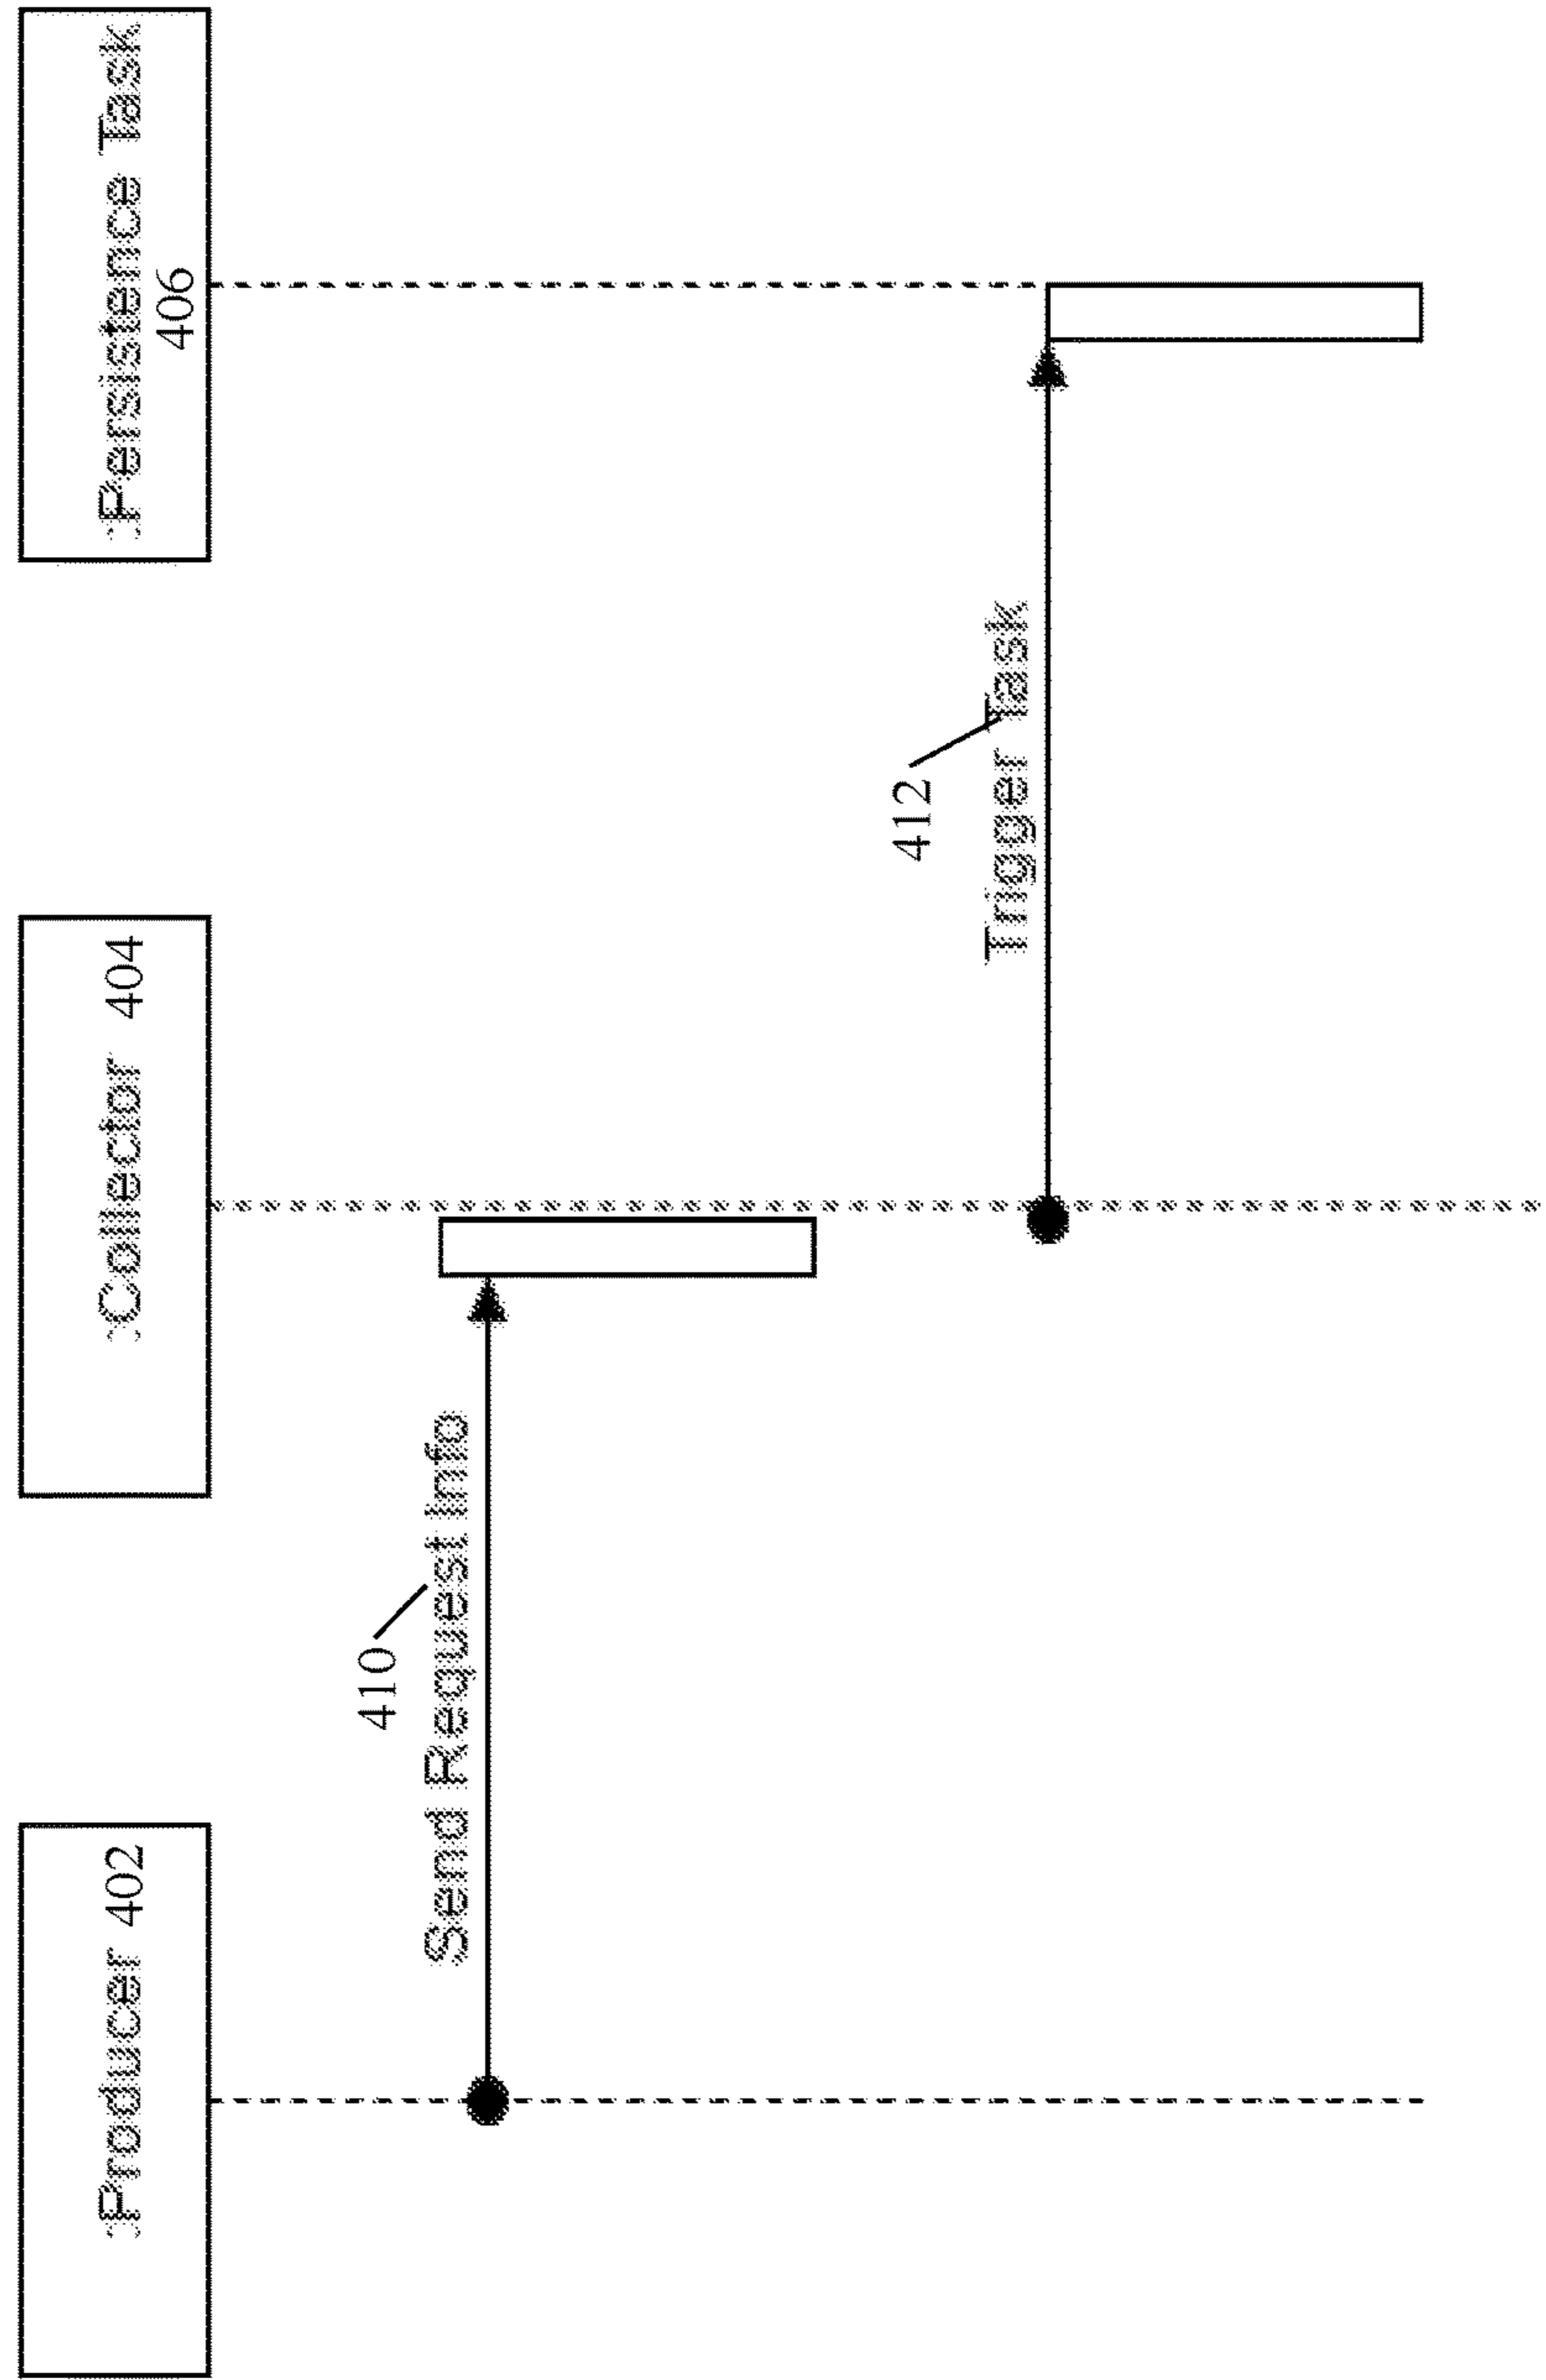 :Producer 402
:Collector 404
:Persistence Task
406
410
Send Request Info
412
Trigger Task